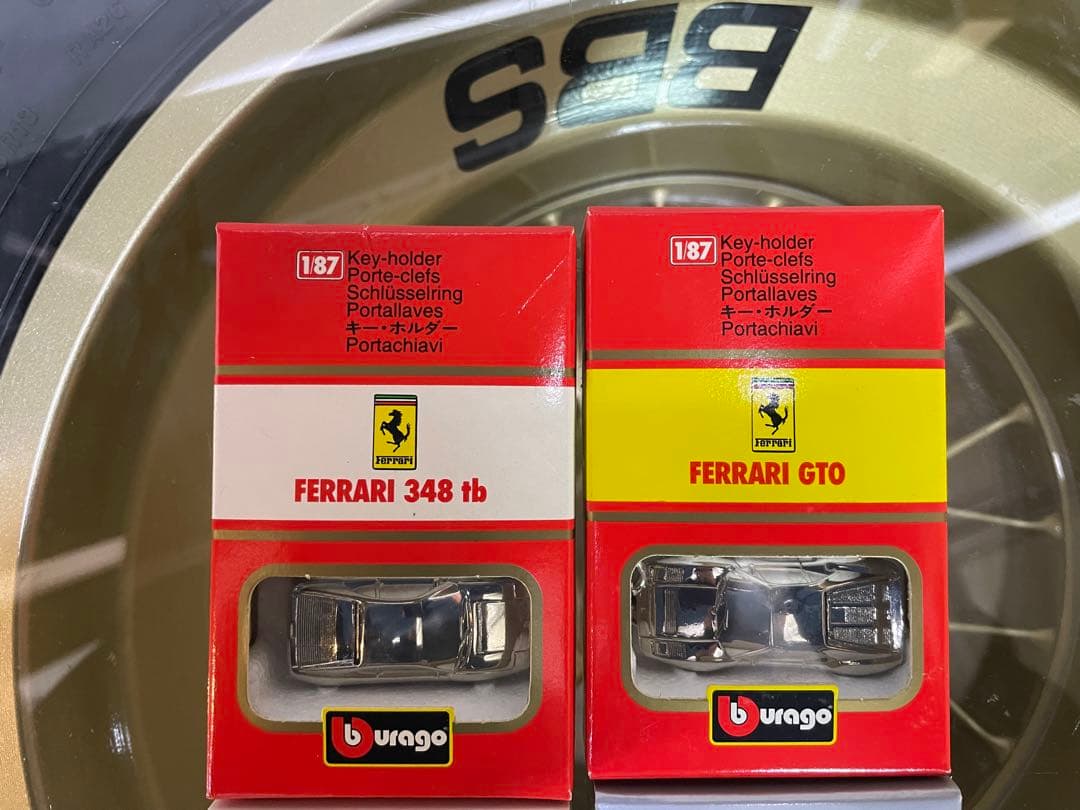 BBS
1/87
Key-holder
Porte-clefs
Schlüsselring
Portallaves
キー・ホルダー
Portachiavi
Ferrari
FERRARI 348 tb
burago
1/87
Key-holder
Porte-clefs
Schlüsselring
Portallaves
キー・ホルダー
Portachiavi
Ferrari
FERRARI GTO
burago